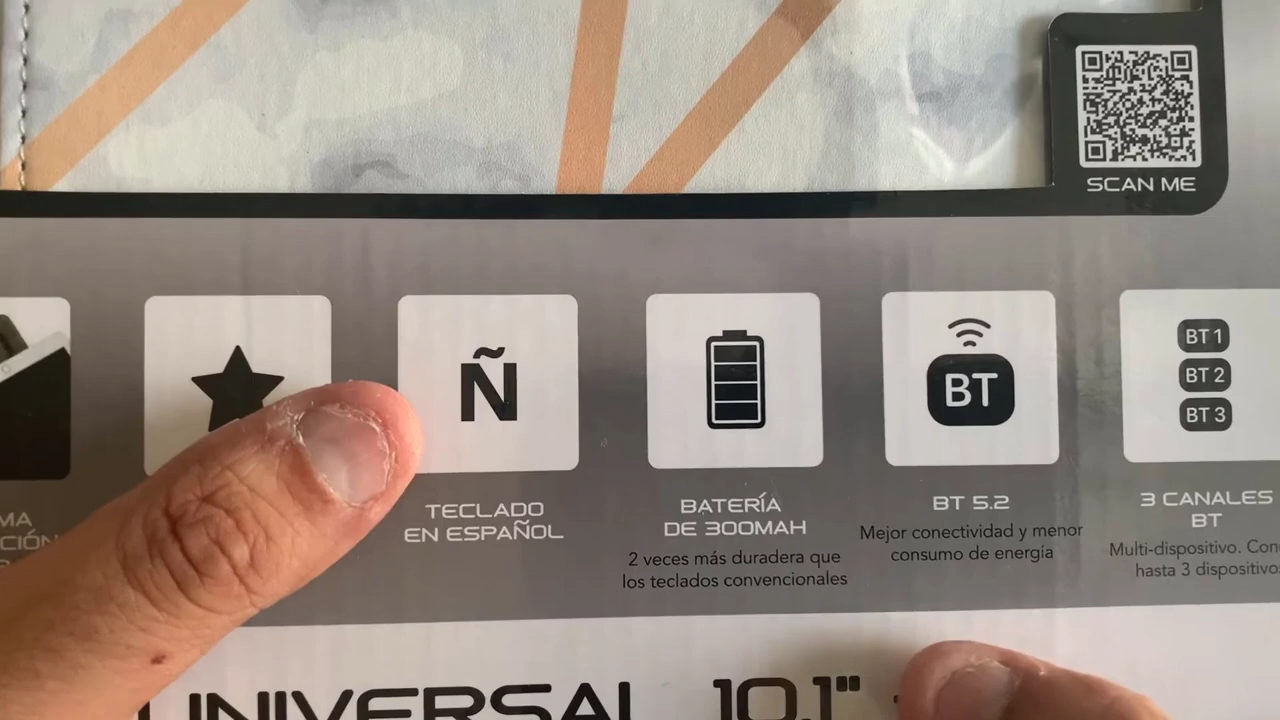 SCAN ME
Ñ
BT
BT 1
BT 2
BT 3
TECLADO
EN ESPAÑOL
BATERÍA
DE 300MAH
2 veces más duradera que
los teclados convencionales
BT 5.2
Mejor conectividad y menor
consumo de energía
3 CANALES
BT
Multi-dispositivo.
hasta 3
UNIVERSAL 10.1"